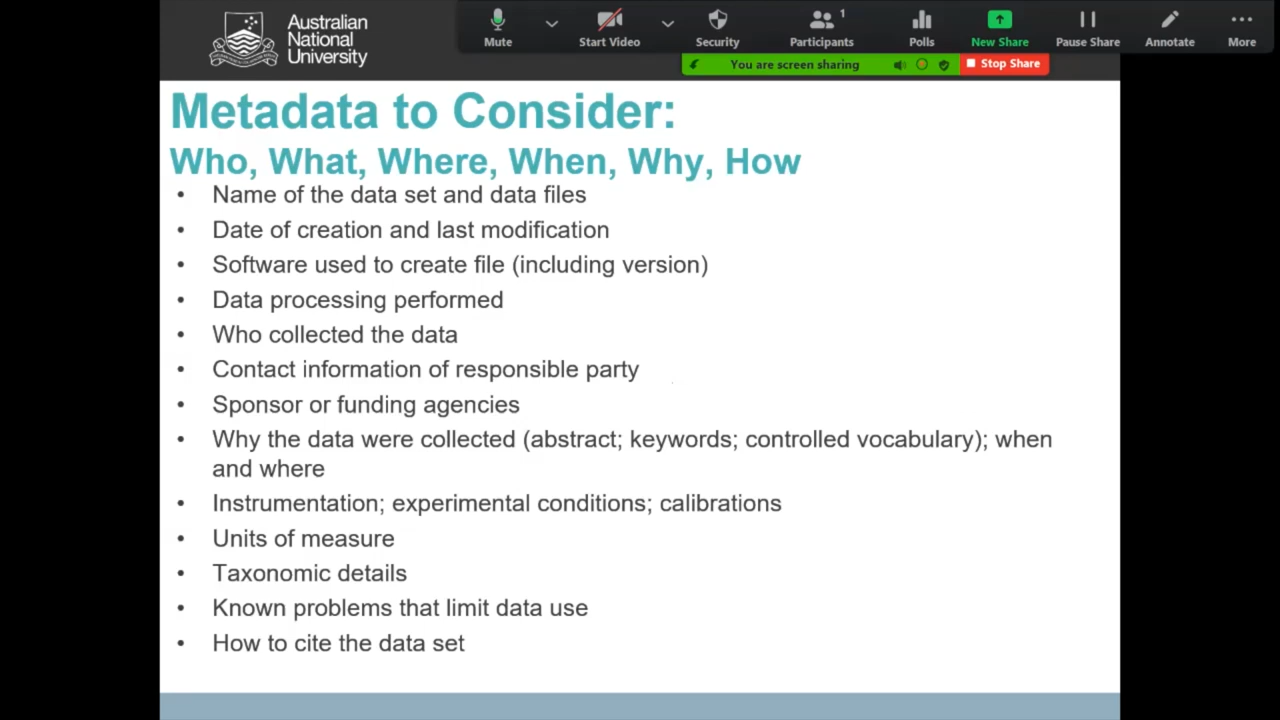 Australian
National
University
Mute
Start Video
Security
Participants
1
Polls
New Share
Pause Share
Annotate
More
You are screen sharing
Stop Share
Metadata to Consider:
Who, What, Where, When, Why, How
• Name of the data set and data files
• Date of creation and last modification
• Software used to create file (including version)
• Data processing performed
• Who collected the data
• Contact information of responsible party
• Sponsor or funding agencies
• Why the data were collected (abstract; keywords; controlled vocabulary); when
and where
• Instrumentation; experimental conditions; calibrations
• Units of measure
• Taxonomic details
• Known problems that limit data use
• How to cite the data set